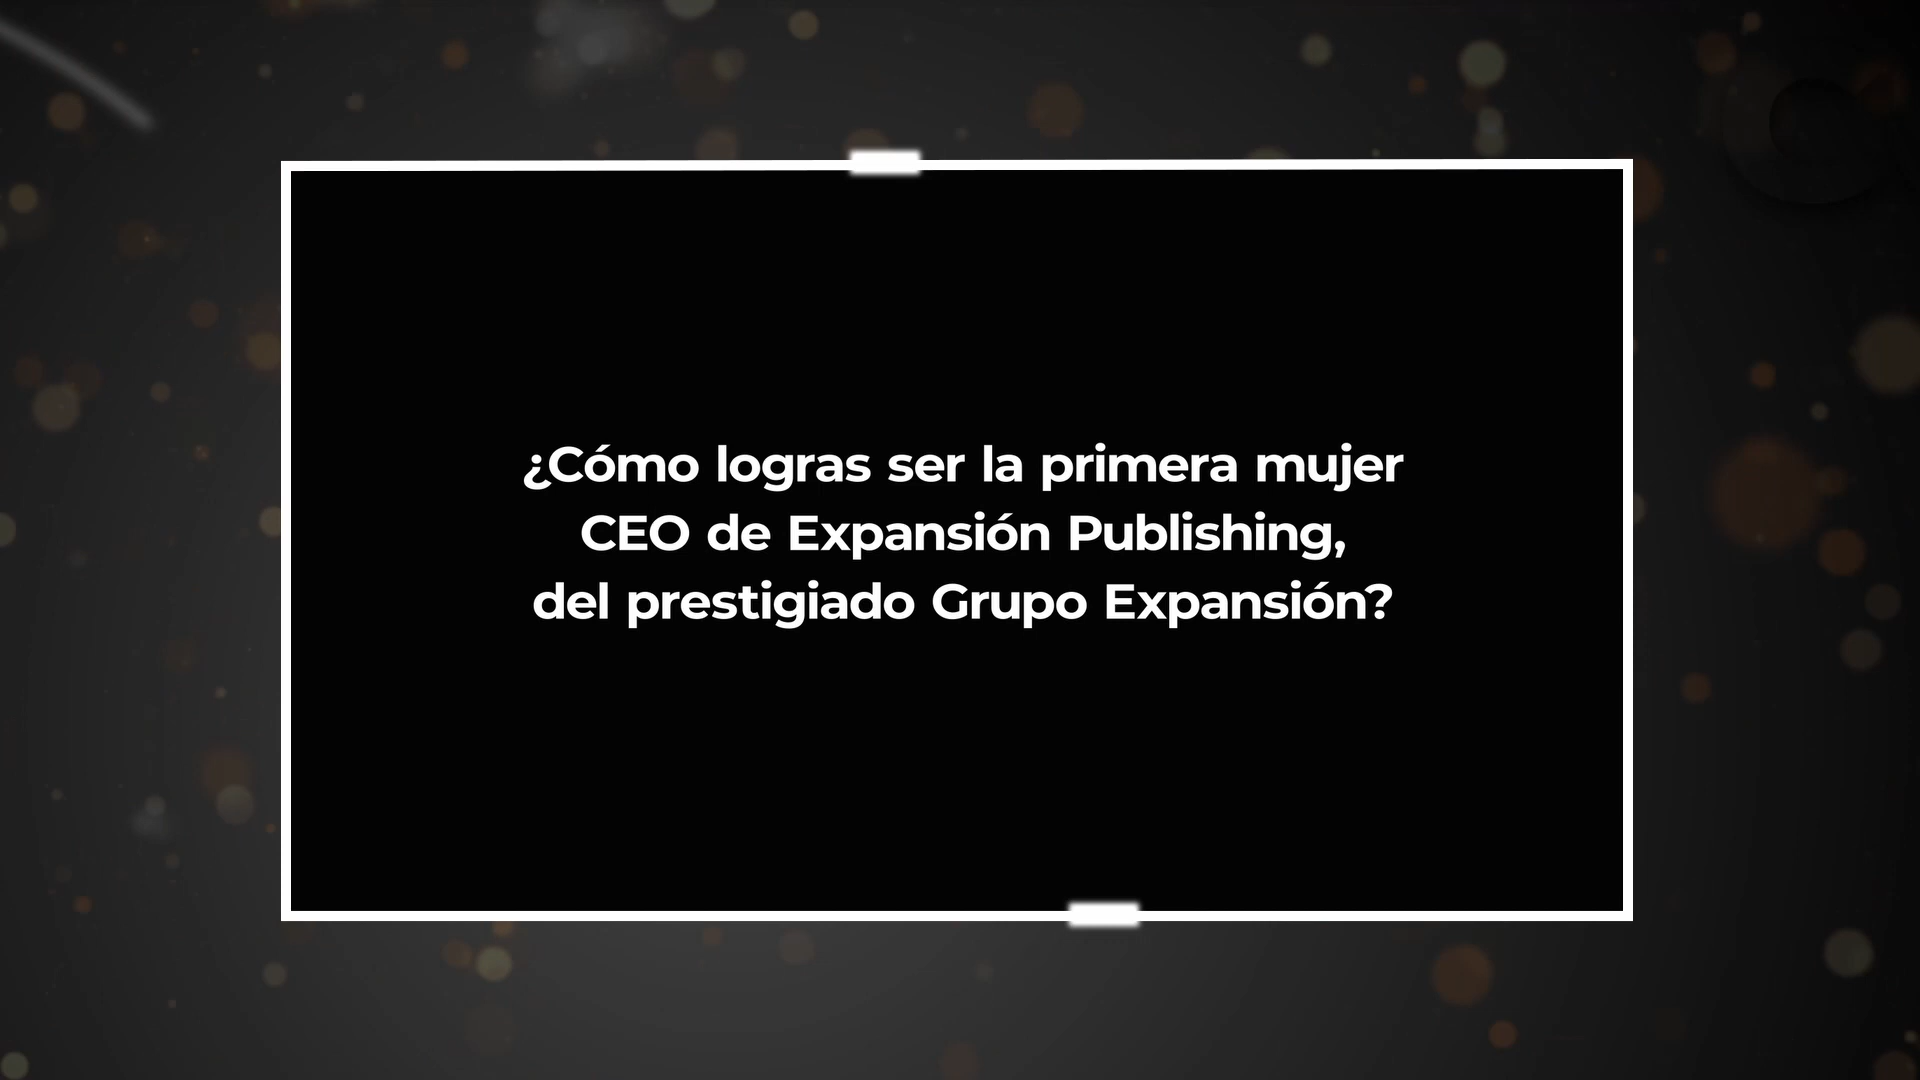 ¿Cómo logras ser la primera mujer
CEO de Expansión Publishing,
del prestigiado Grupo Expansión?